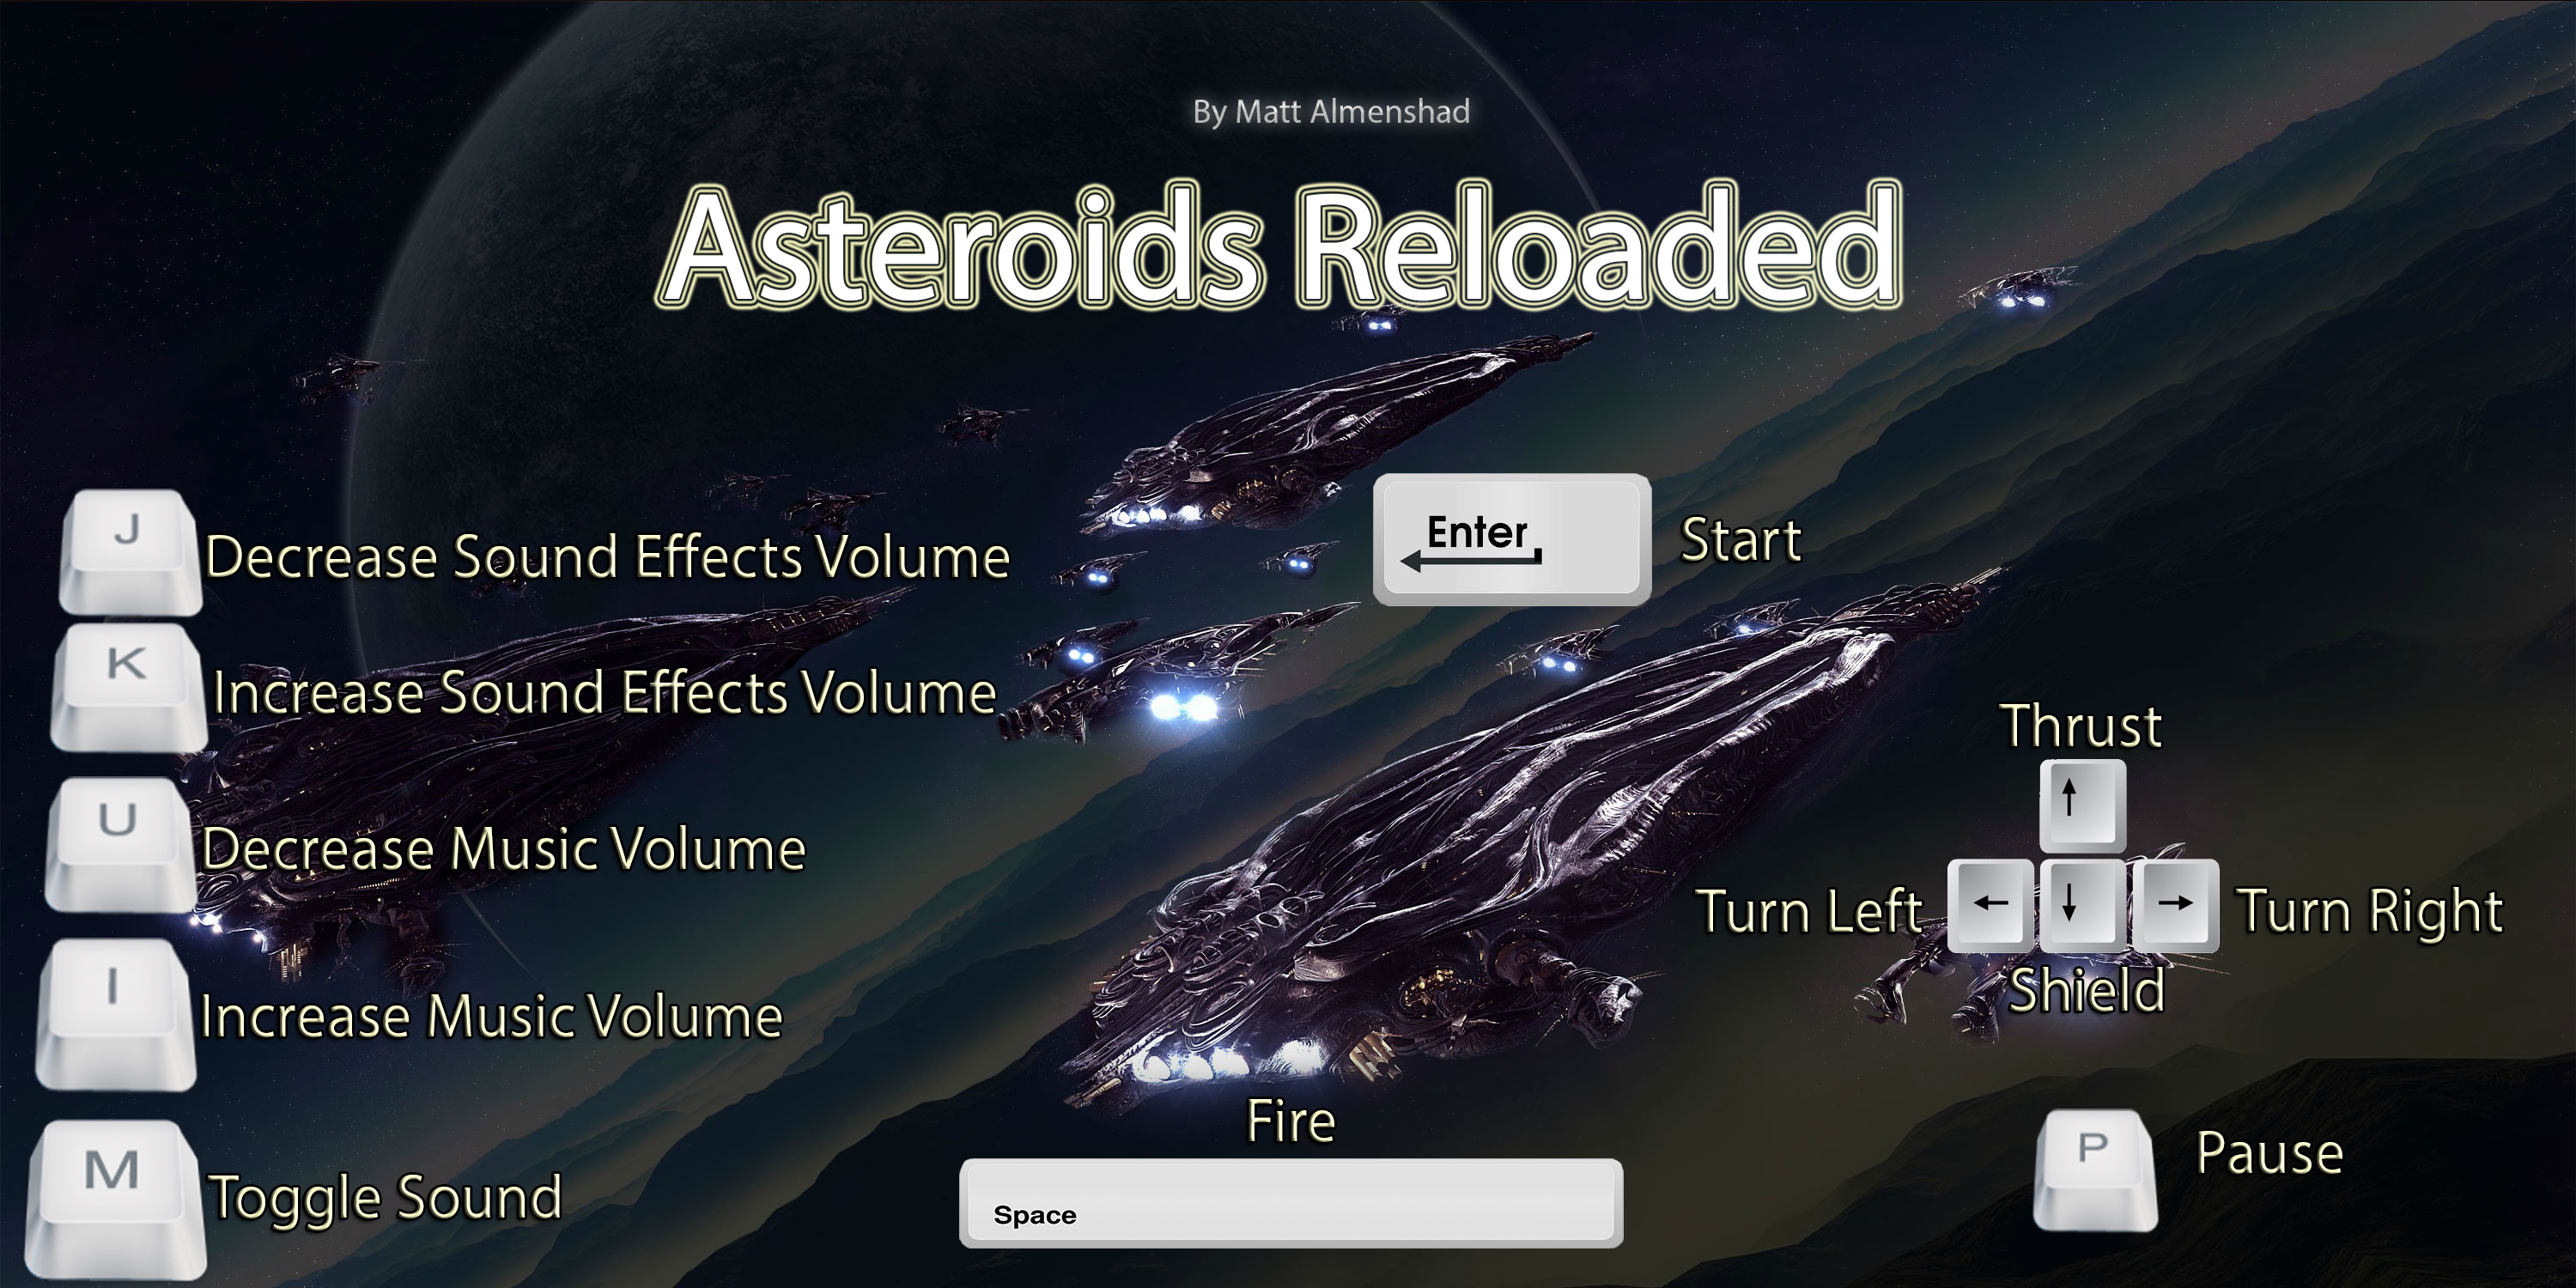 By Matt Almenshad
Asteroids Reloaded
J Decrease Sound Effects Volume
K Increase Sound Effects Volume
U Decrease Music Volume
I Increase Music Volume
M Toggle Sound
Enter Start
Thrust
↑
Turn Left ← ↓ → Turn Right
Shield
Fire
Space
P Pause